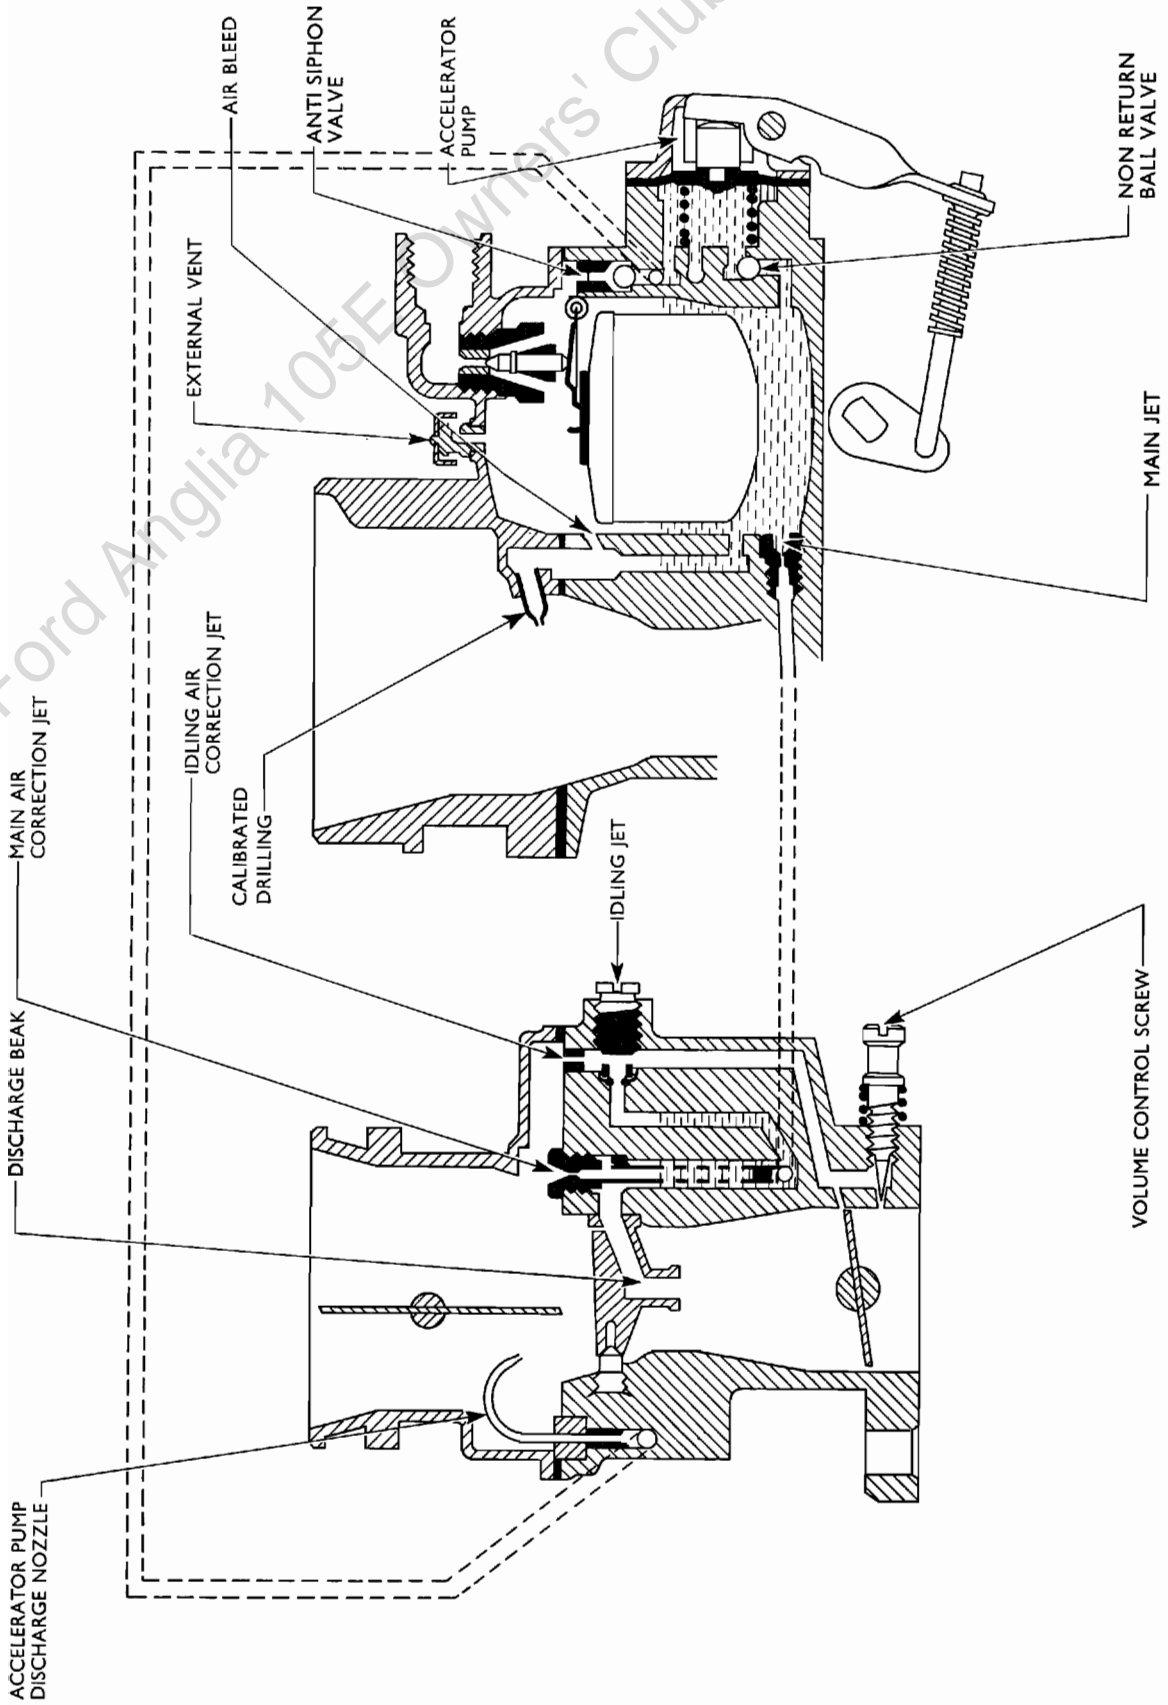 ACCELERATOR PUMP
DISCHARGE NOZZLE
DISCHARGE BEAK
MAIN AIR
CORRECTION JET
IDLING AIR
CORRECTION JET
CALIBRATED
DRILLING
EXTERNAL VENT
AIR BLEED
ANTI SIPHON
VALVE
ACCELERATOR
PUMP
IDLING JET
VOLUME CONTROL SCREW
MAIN JET
NON RETURN
BALL VALVE
Ford Anglia 105E Owners' Club